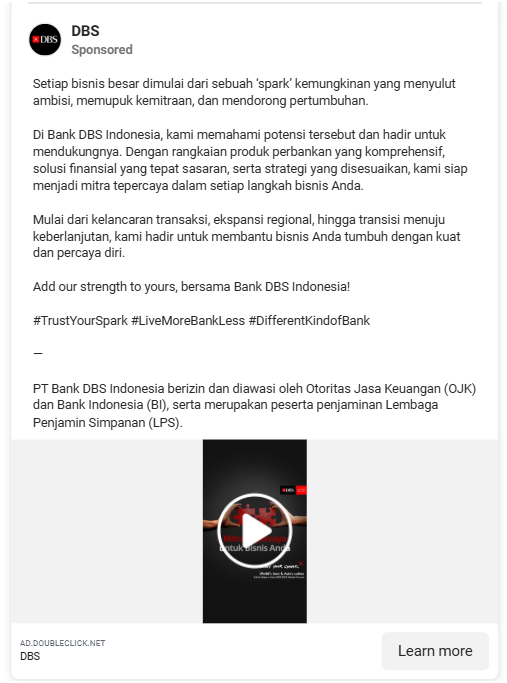 DBS
Sponsored
Setiap bisnis besar dimulai dari sebuah ‘spark’ kemungkinan yang menyulut
ambisi, memupuk kemitraan, dan mendorong pertumbuhan.
Di Bank DBS Indonesia, kami memahami potensi tersebut dan hadir untuk
mendukungnya. Dengan rangkaian produk perbankan yang komprehensif,
solusi finansial yang tepat sasaran, serta strategi yang disesuaikan, kami siap
menjadi mitra tepercaya dalam setiap langkah bisnis Anda.
Mulai dari kelancaran transaksi, ekspansi regional, hingga transisi menuju
keberlanjutan, kami hadir untuk membantu bisnis Anda tumbuh dengan kuat
dan percaya diri.
Add our strength to yours, bersama Bank DBS Indonesia!
#TrustYourSpark #LiveMoreBankLess #DifferentKindofBank
—
PT Bank DBS Indonesia berizin dan diawasi oleh Otoritas Jasa Keuangan (OJK)
dan Bank Indonesia (BI), serta merupakan peserta penjaminan Lembaga
Penjamin Simpanan (LPS).
DBS
untuk Bisnis Anda
AD.DOUBLECLICK.NET
DBS
Learn more